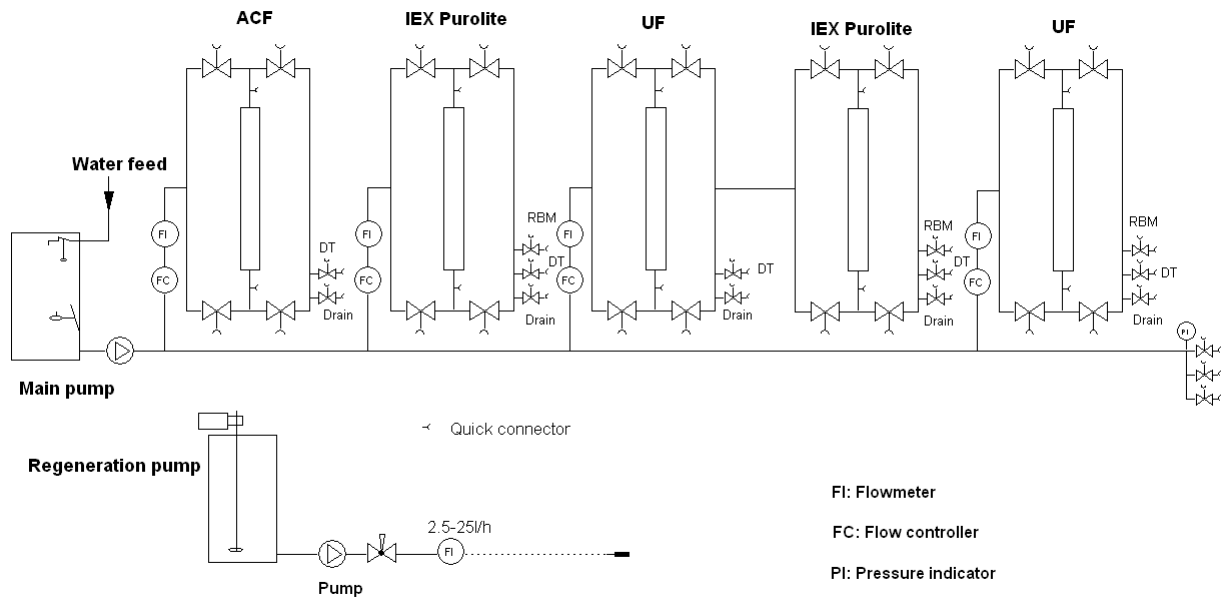 ACF
IEX Purolite
UF
IEX Purolite
UF
Water feed
FI
FC
DT
Drain
FI
FC
RBM
DT
Drain
FI
FC
DT
Drain
RBM
DT
Drain
FI
FC
RBM
DT
Drain
PI
Main pump
Regeneration pump
Quick connector
2.5-25l/h
FI
Pump
FI: Flowmeter
FC: Flow controller
PI: Pressure indicator